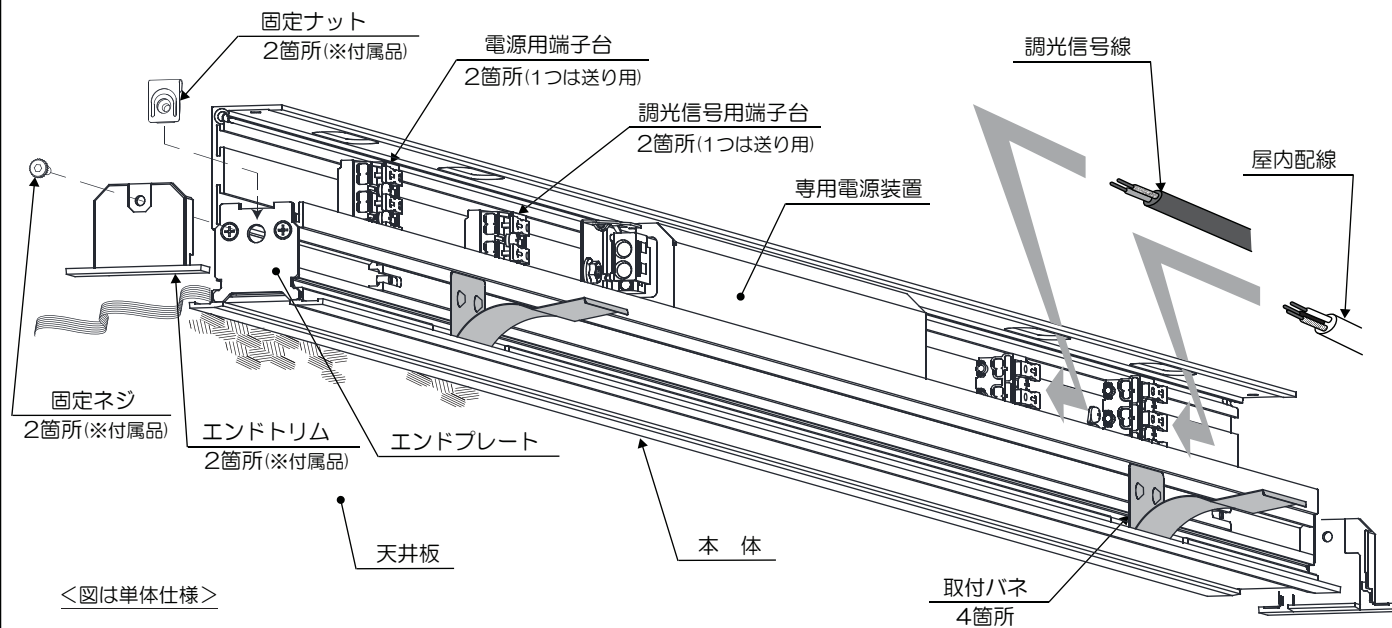 固定ナット
2箇所(※付属品)
電源用端子台
2箇所(1つは送り用)
調光信号線
調光信号用端子台
2箇所(1つは送り用)
屋内配線
専用電源装置
固定ネジ
2箇所(※付属品)
エンドトリム
2箇所(※付属品)
エンドプレート
天井板
本　体
取付バネ
4箇所
<図は単体仕様>